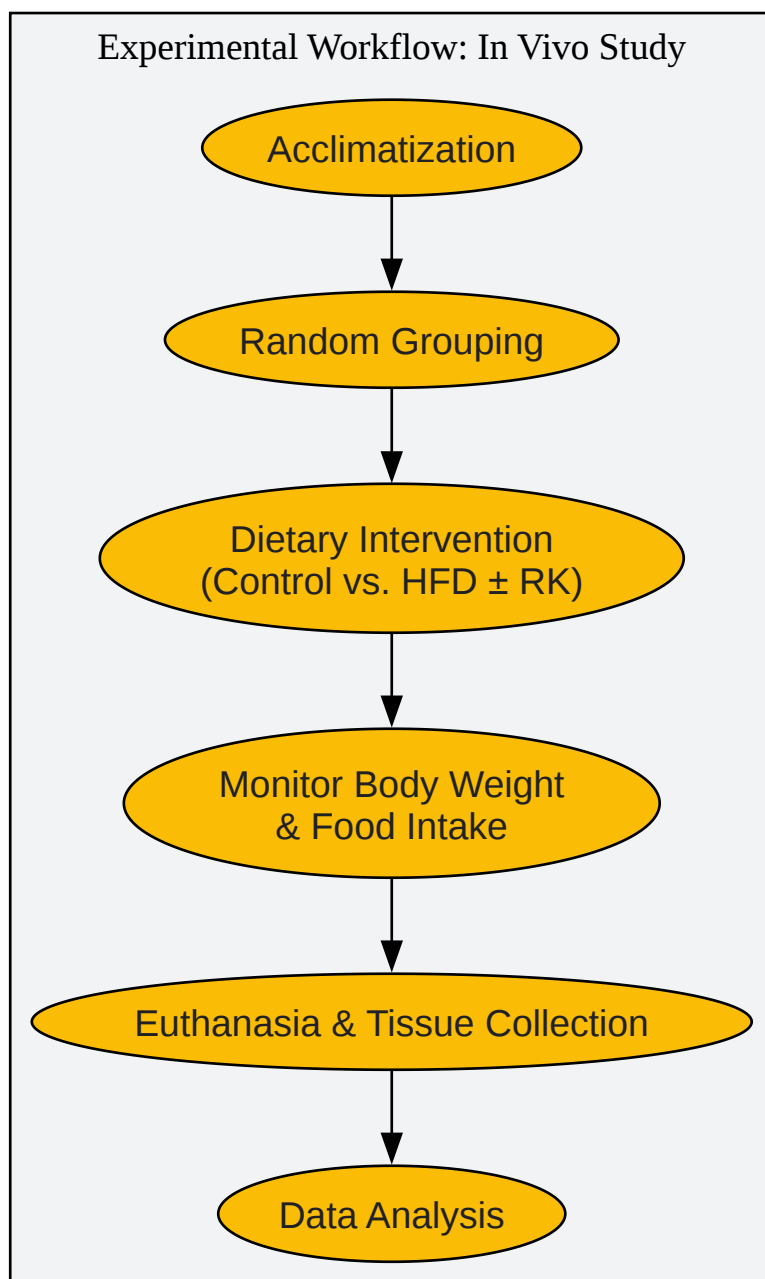 Experimental Workflow: In Vivo Study
Acclimatization
Random Grouping
Dietary Intervention
(Control vs. HFD ± RK)
Monitor Body Weight
& Food Intake
Euthanasia & Tissue Collection
Data Analysis